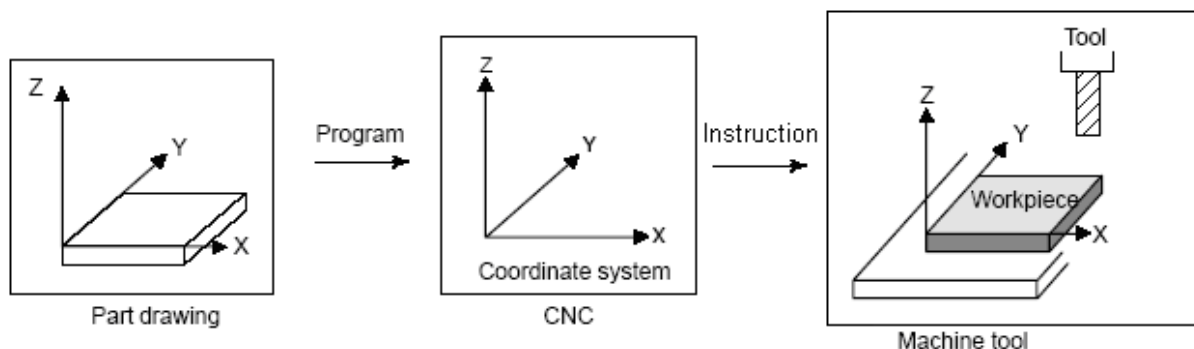 Z
Y
X
Part drawing
Program
Z
Y
X
Coordinate system
CNC
Instruction
Tool
Z
Y
Workpiece
X
Machine tool